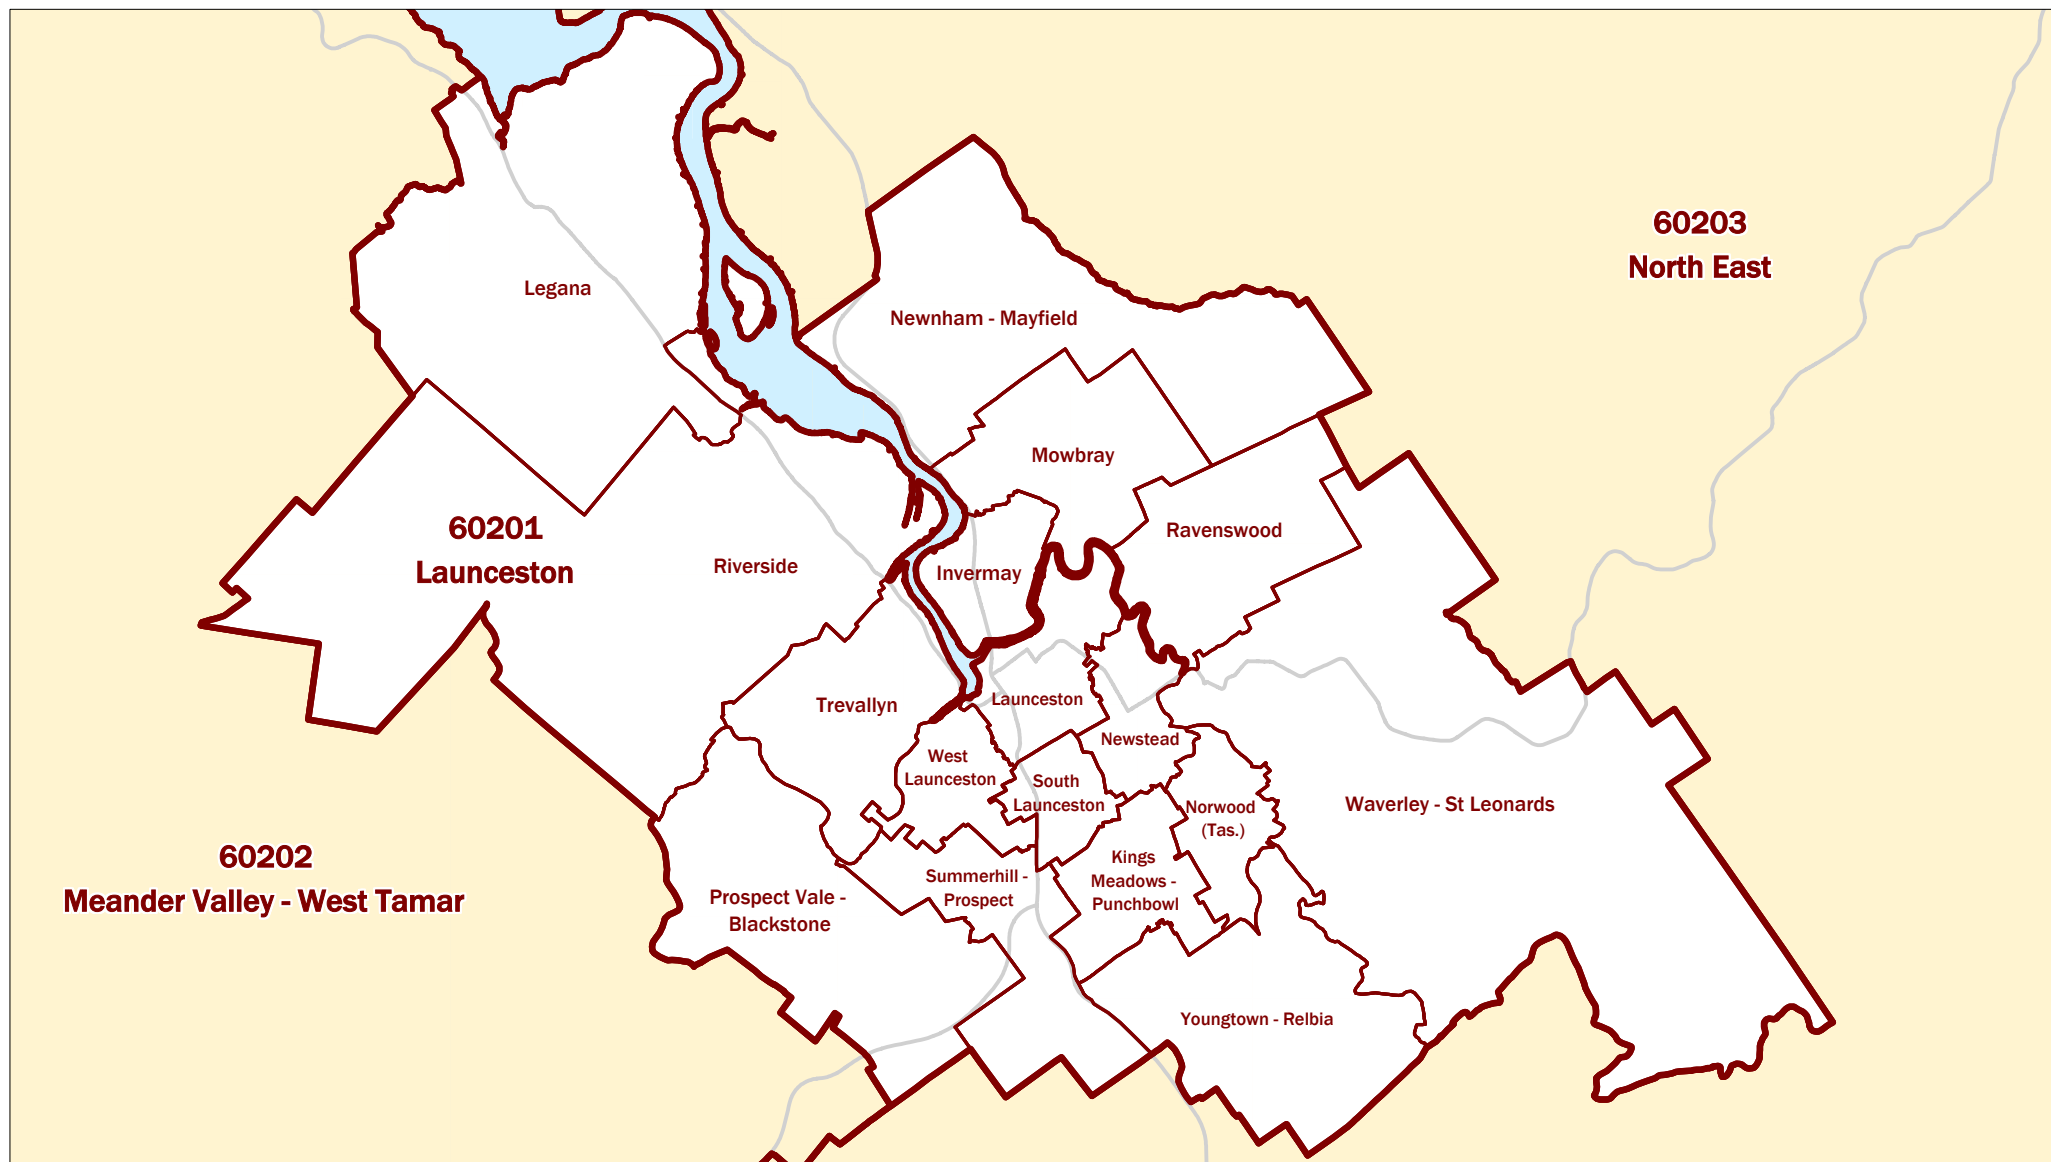 60203
North East
Legana
Newnham - Mayfield
Mowbray
60201
Launceston
Riverside
Ravenswood
Invermay
Trevallyn
Launceston
Newstead
West
Launceston
South
Launceston
Norwood
(Tas.)
Waverley - St Leonards
60202
Meander Valley - West Tamar
Kings
Meadows -
Punchbowl
Summerhill -
Prospect
Prospect Vale -
Blackstone
Youngtown - Relbia